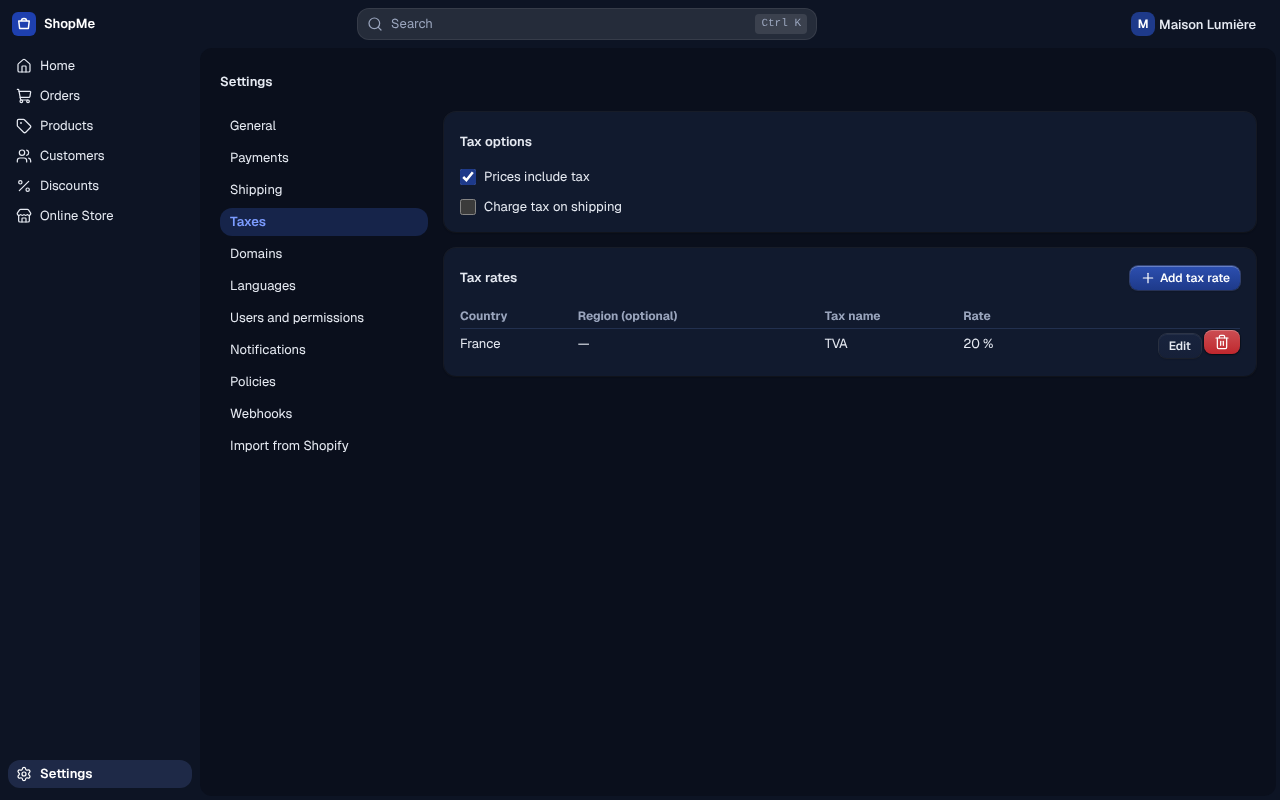 ShopMe
Search
Ctrl K
M Maison Lumière
Home
Orders
Products
Customers
Discounts
Online Store
Settings
Settings
General
Payments
Shipping
Taxes
Domains
Languages
Users and permissions
Notifications
Policies
Webhooks
Import from Shopify
Tax options
Prices include tax
Charge tax on shipping
Tax rates
Add tax rate
Country Region (optional) Tax name Rate
France — TVA 20 % Edit